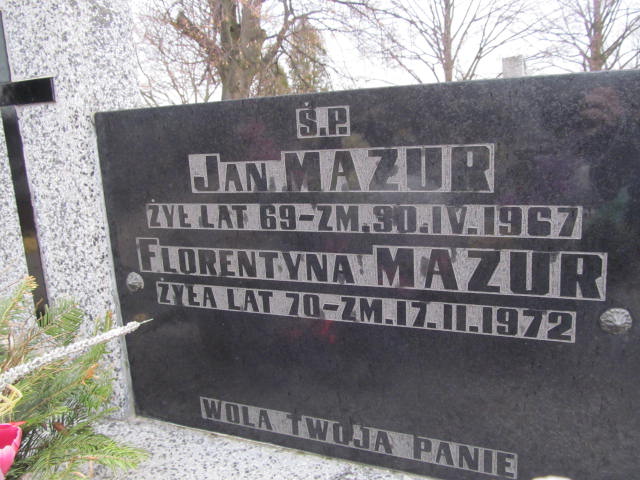 Ś.P.
JAN MAZUR
ŻYŁ LAT 69-ZM.30.IV.1967
FLORENTYNA MAZUR
ŻYŁA LAT 70-ZM.17.II.1972
WOLA TWOJA PANIE